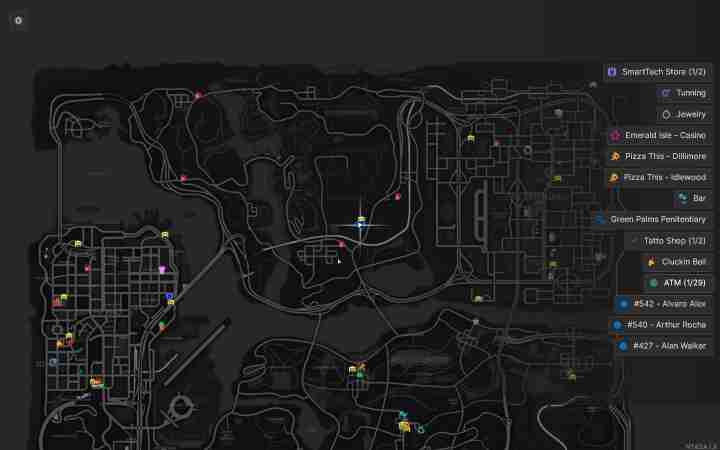 SmartTech Store (1/2)
Tunning
Jewelry
Emerald Isle - Casino
Pizza This - Dillimore
Pizza This - Idlewood
Bar
Green Palms Penitentiary
Tatto Shop (1/2)
Cluckin Bell
ATM (1/29)
#542 - Alvaro Alex
#540 - Arthur Rocha
#427 - Alan Walker